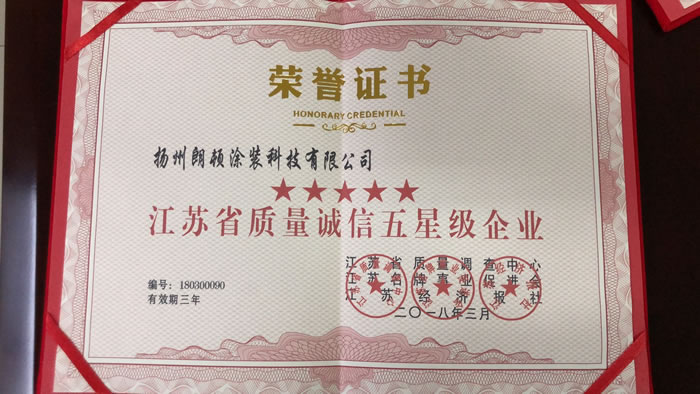 荣誉证书
HONORARY CREDENTIAL
扬州朗顿涂装科技有限公司
★★★★★
江苏省质量诚信五星级企业
江苏省质量调查中心
江苏名牌事业促进会
江苏经济报社
编号：180300090
有效期三年
二〇一八年三月